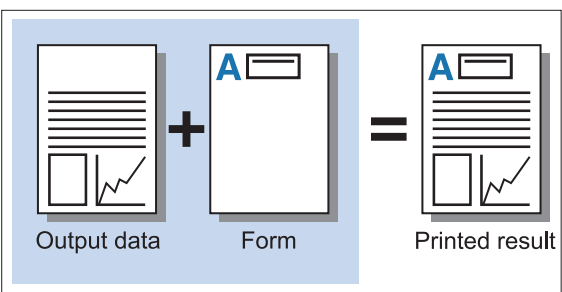 A
+
=
A
Output data
Form
Printed result